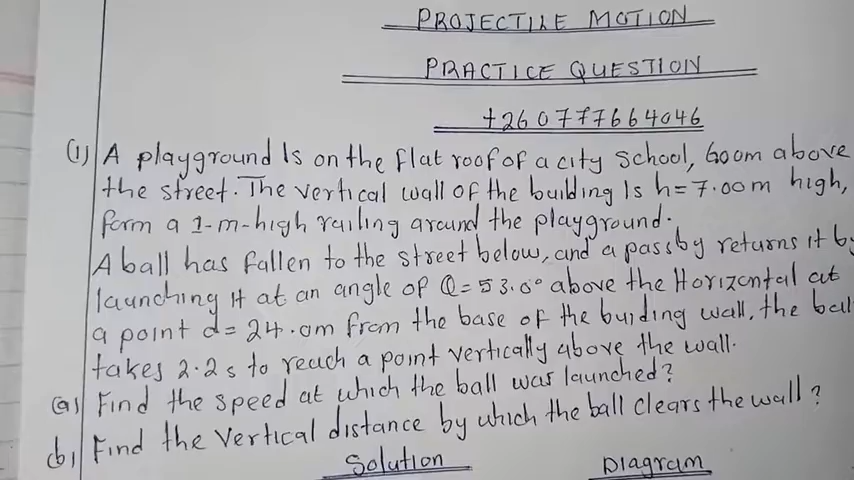 PROJECTILE MOTION
PRACTICE QUESTION
+260777664046
(1) A playground Is on the flat roof of a city school, 6.00m above
the street. The vertical wall of the building Is h=7.00m high,
form a 1-m-high railing around the playground.
A ball has fallen to the street below, and a passby returns it by
launching it at an angle of Q=53.0° above the Horizontal at
a point d= 24.0m from the base of the buiding wall, the ball
takes 2.2s to reach a point vertically above the wall.
(a) Find the speed at which the ball was launched?
(b) Find the vertical distance by which the ball clears the wall?
Solution Diagram